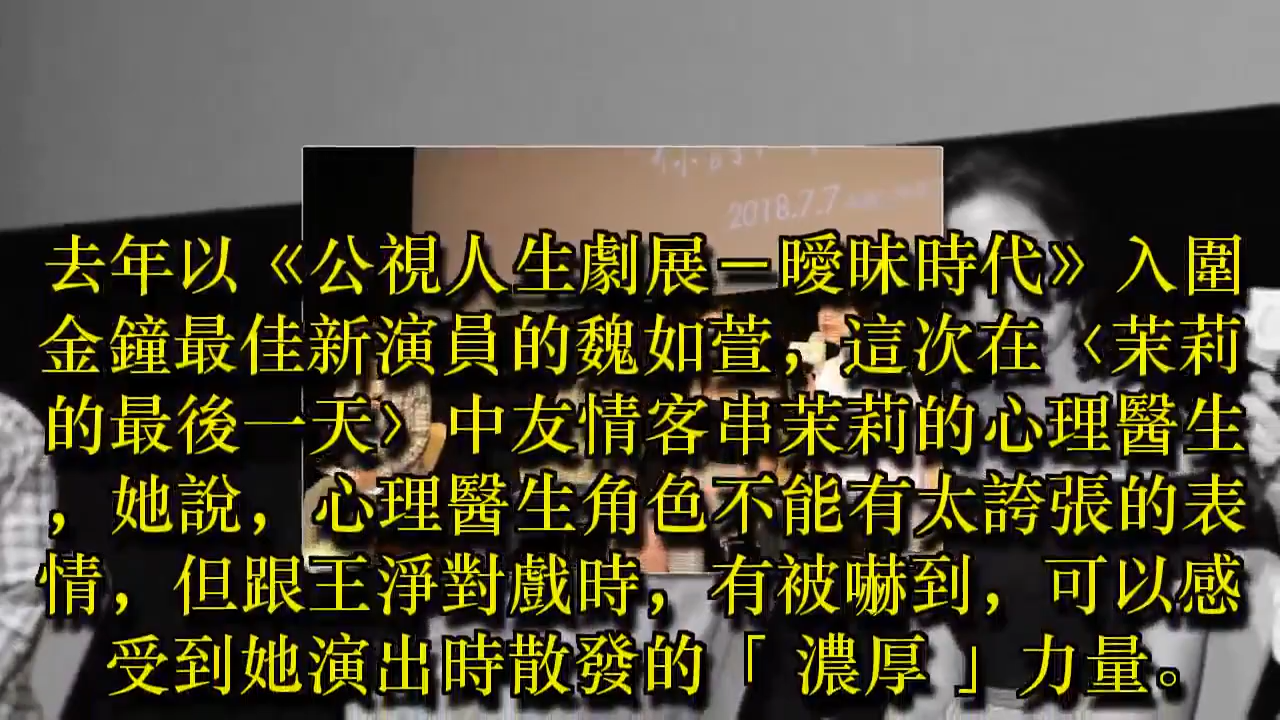 2018.7.7
去年以《公視人生劇展－曖昧時代》入圍
金鐘最佳新演員的魏如萱，這次在〈茉莉
的最後一天〉中友情客串茉莉的心理醫生
，她說，心理醫生角色不能有太誇張的表
情，但跟王淨對戲時，有被嚇到，可以感
受到她演出時散發的「 濃厚 」力量。